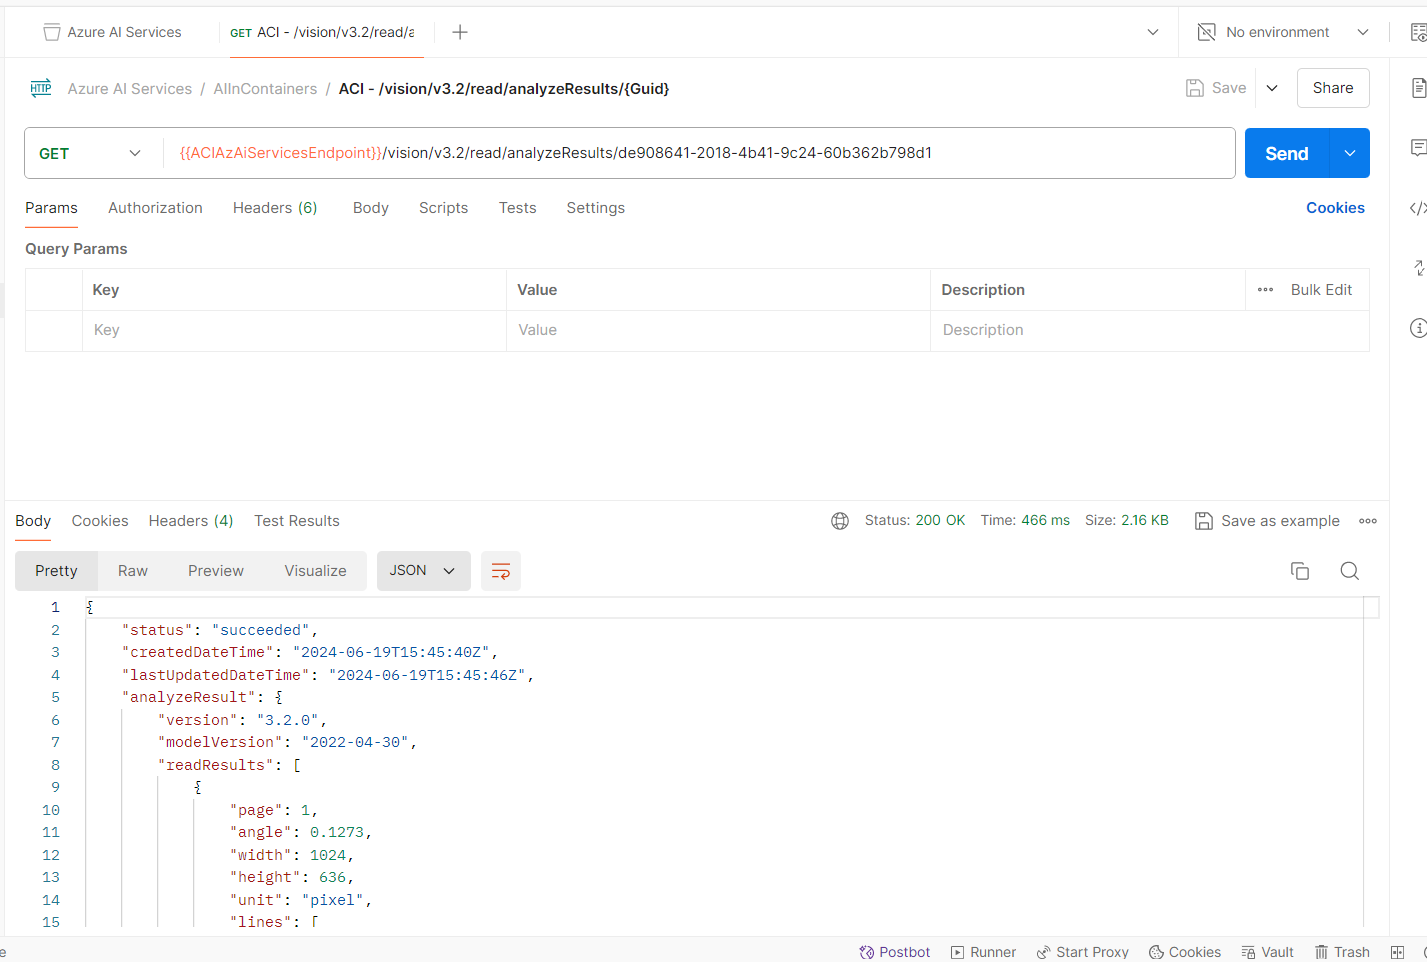 Azure AI Services
GET ACI - /vision/v3.2/read/a
No environment
HTTP
Azure AI Services / AIInContainers / ACI - /vision/v3.2/read/analyzeResults/{Guid}
Save
Share
GET
{{ACIAzAiServicesEndpoint}}/vision/v3.2/read/analyzeResults/de908641-2018-4b41-9c24-60b362b798d1
Send
Params Authorization Headers (6) Body Scripts Tests Settings
Cookies
Query Params
Key Value Description Bulk Edit
Key Value Description
Body Cookies Headers (4) Test Results
Status: 200 OK Time: 466 ms Size: 2.16 KB Save as example
Pretty Raw Preview Visualize JSON
1 {
2 "status": "succeeded",
3 "createdDateTime": "2024-06-19T15:45:40Z",
4 "lastUpdatedDateTime": "2024-06-19T15:45:46Z",
5 "analyzeResult": {
6 "version": "3.2.0",
7 "modelVersion": "2022-04-30",
8 "readResults": [
9 {
10 "page": 1,
11 "angle": 0.1273,
12 "width": 1024,
13 "height": 636,
14 "unit": "pixel",
15 "lines": [
e Postbot Runner Start Proxy Cookies Vault Trash